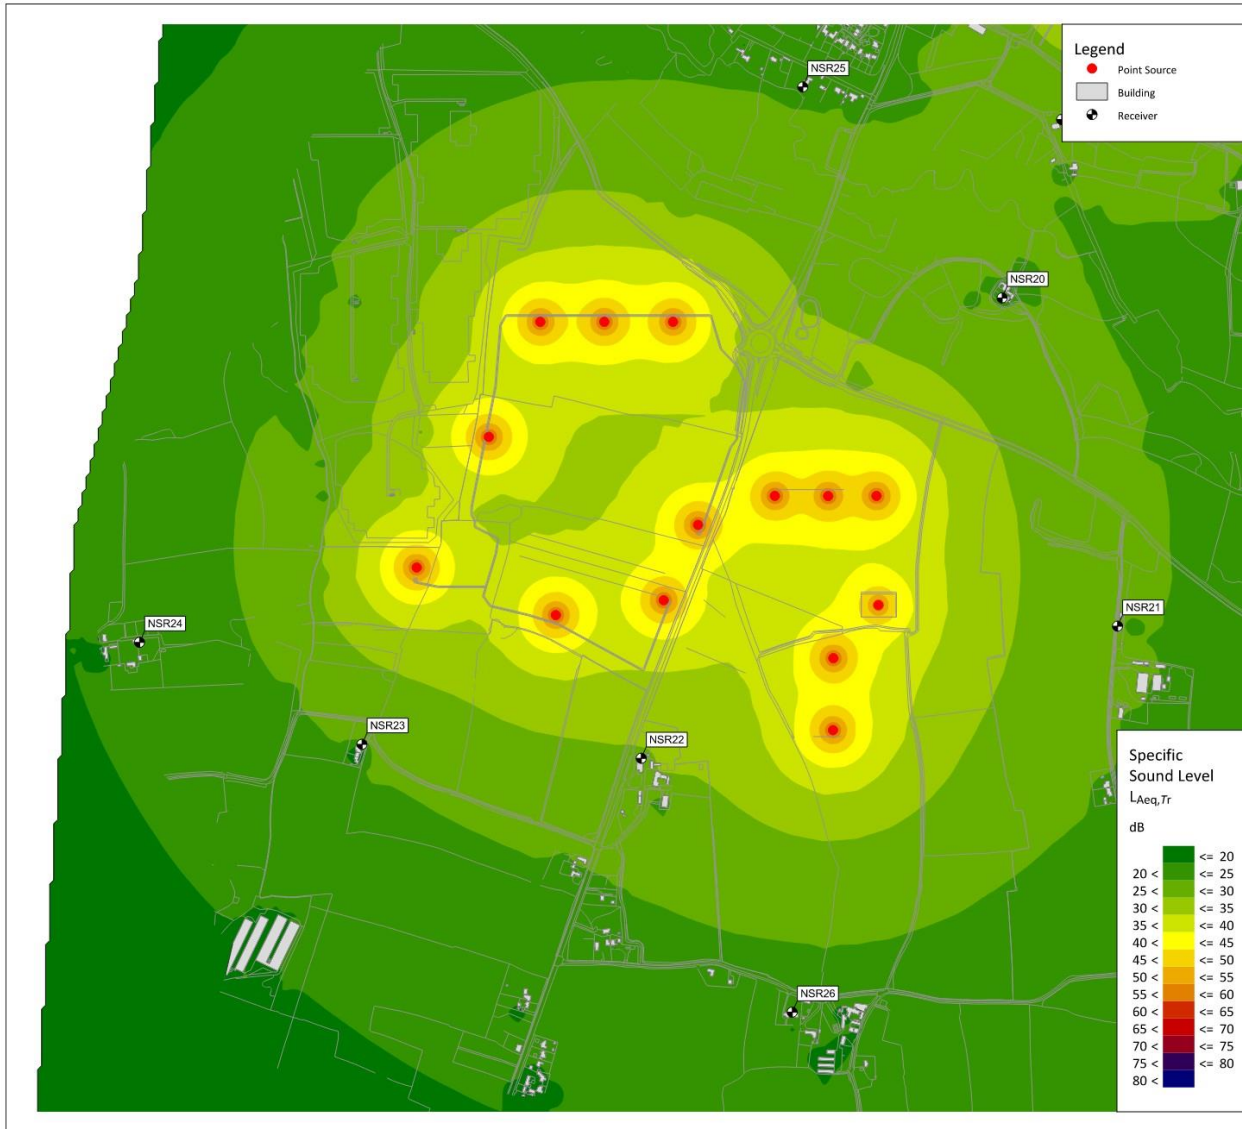 Legend
Point Source
Building
Receiver
NSR25
NSR20
NSR21
NSR24
NSR23
NSR22
NSR26
Specific
Sound Level
LAeq,Tr
dB
<= 20
20 < <= 25
25 < <= 30
30 < <= 35
35 < <= 40
40 < <= 45
45 < <= 50
50 < <= 55
55 < <= 60
60 < <= 65
65 < <= 70
70 < <= 75
75 < <= 80
80 <